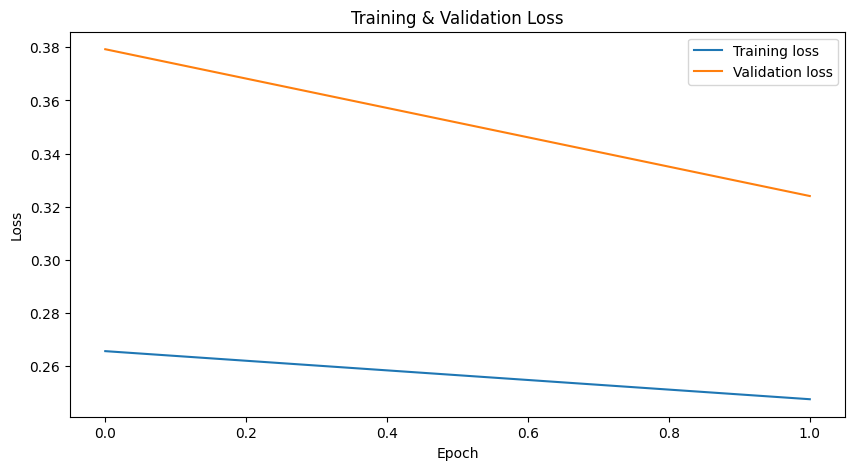 Training & Validation Loss
Training loss
Validation loss
0.38
0.36
0.34
0.32
0.30
0.28
0.26
Loss
0.0 0.2 0.4 0.6 0.8 1.0
Epoch